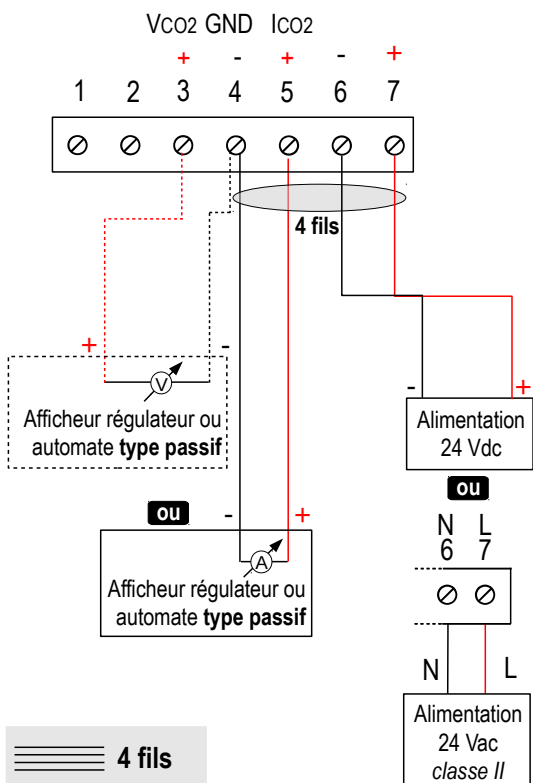 VCO2 GND ICO2
+ - + - +
1 2 3 4 5 6 7
4 fils
+ -
V
Afficheur régulateur ou
automate type passif
- +
Alimentation
24 Vdc
ou
ou
- +
A
Afficheur régulateur ou
automate type passif
N L
6 7
N L
Alimentation
24 Vac
classe II
4 fils